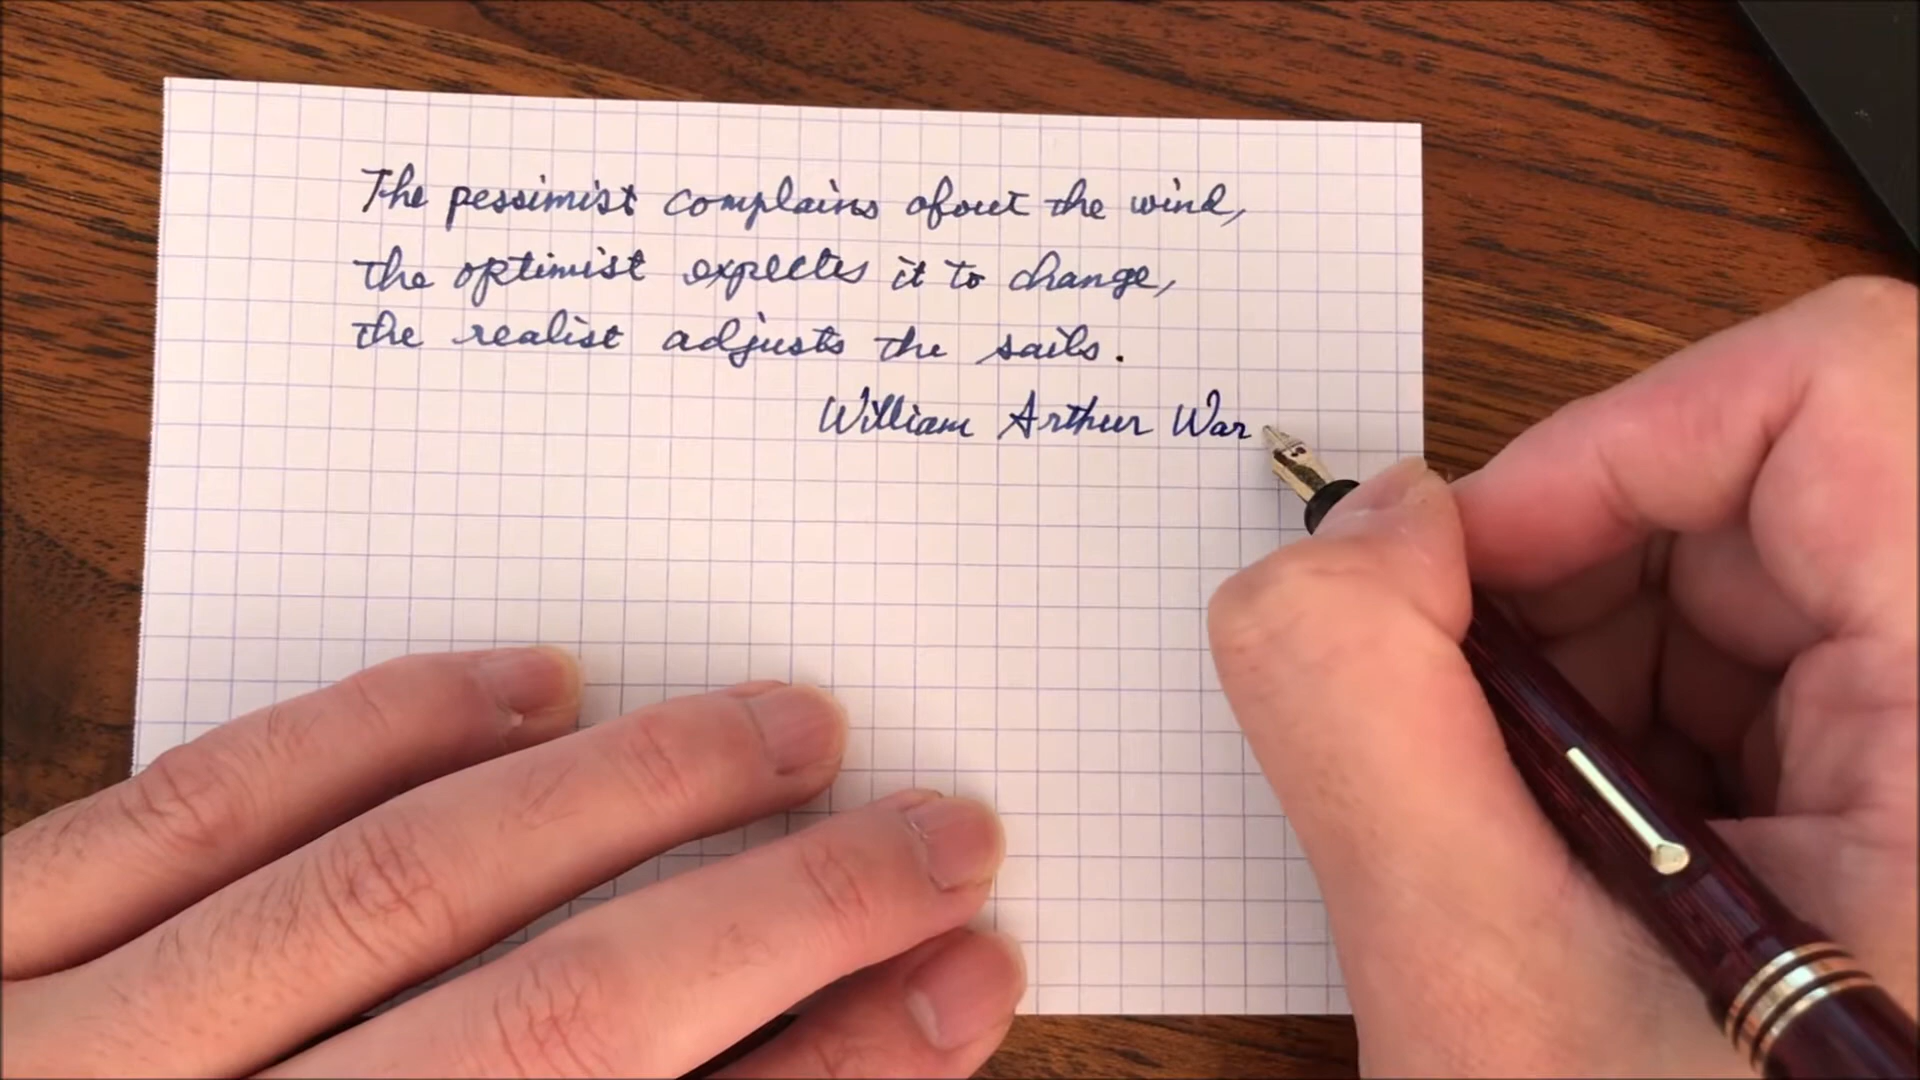 The pessimist complains about the wind,
the optimist expects it to change,
the realist adjusts the sails.
William Arthur War